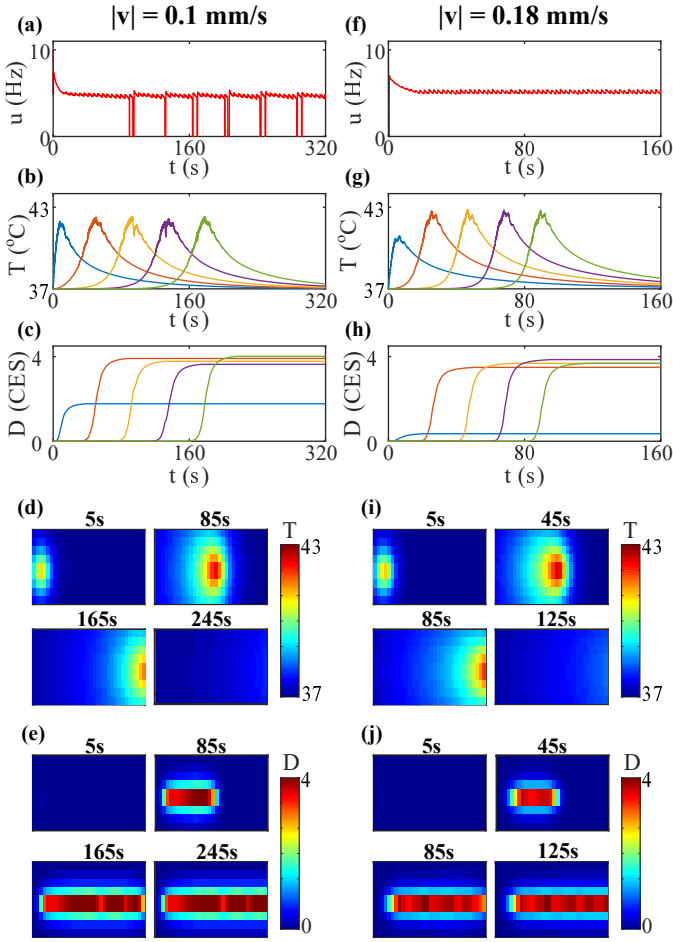 |v| = 0.1 mm/s
|v| = 0.18 mm/s
(a)
10
u (Hz)
0
0
160
320
t (s)
(f)
10
u (Hz)
0
0
80
160
t (s)
(b)
43
T (°C)
37
0
160
320
t (s)
(g)
43
T (°C)
37
0
80
160
t (s)
(c)
4
D (CES)
0
0
160
320
t (s)
(h)
4
D (CES)
0
0
80
160
t (s)
(d)
5s
85s
T
43
165s
245s
37
(i)
5s
45s
T
43
85s
125s
37
(e)
5s
85s
D
4
165s
245s
0
(j)
5s
45s
D
4
85s
125s
0